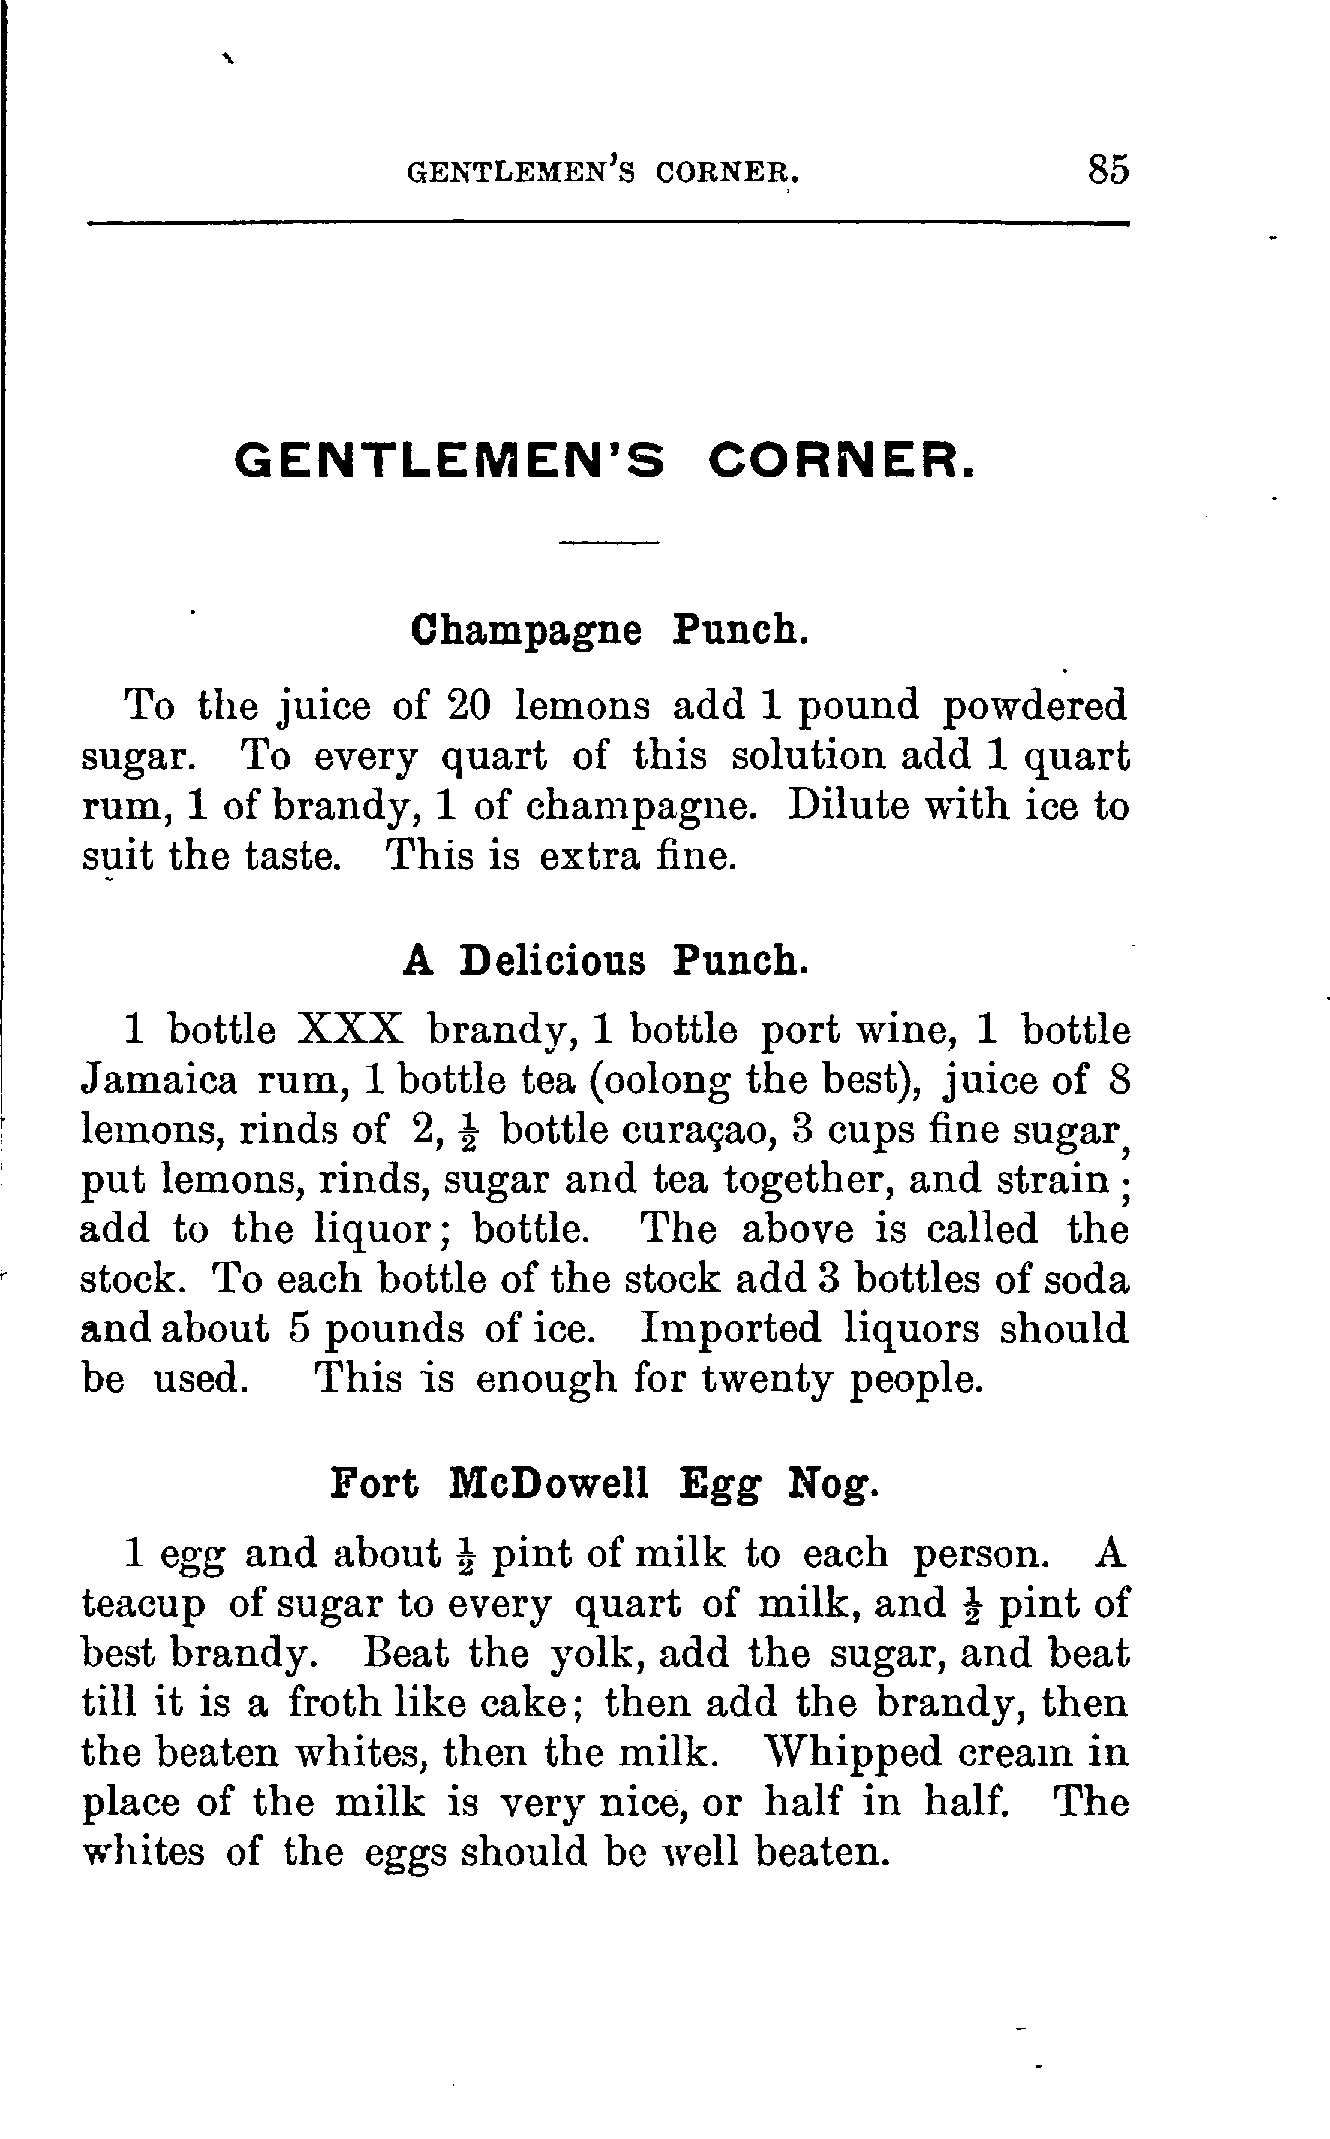 GENTLEMEN'S CORNER. 85
GENTLEMEN'S CORNER.
Champagne Punch.
To the juice of 20 lemons add 1 pound powdered
sugar. To every quart of this solution add 1 quart
rum, 1 of brandy, 1 of champagne. Dilute with ice to
suit the taste. This is extra fine.
A Delicious Punch.
1 bottle XXX brandy, 1 bottle port wine, 1 bottle
Jamaica rum, 1 bottle tea (oolong the best), juice of 8
lemons, rinds of 2, ½ bottle curaçao, 3 cups fine sugar,
put lemons, rinds, sugar and tea together, and strain;
add to the liquor; bottle. The above is called the
stock. To each bottle of the stock add 3 bottles of soda
and about 5 pounds of ice. Imported liquors should
be used. This is enough for twenty people.
Fort McDowell Egg Nog.
1 egg and about ½ pint of milk to each person. A
teacup of sugar to every quart of milk, and ½ pint of
best brandy. Beat the yolk, add the sugar, and beat
till it is a froth like cake; then add the brandy, then
the beaten whites, then the milk. Whipped cream in
place of the milk is very nice, or half in half. The
whites of the eggs should be well beaten.